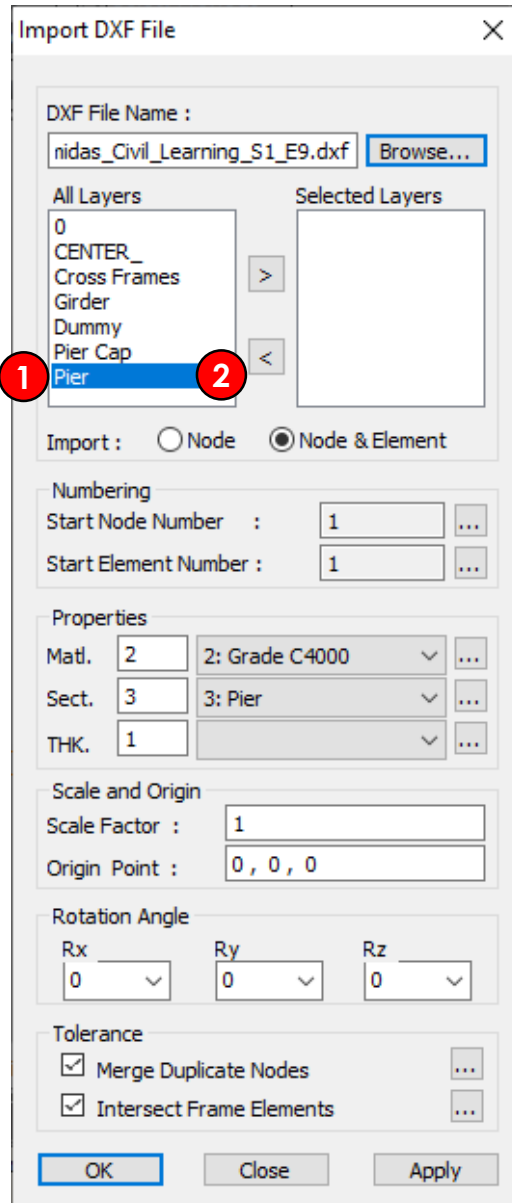 Import DXF File
DXF File Name :
nidas_Civil_Learning_S1_E9.dxf Browse...
All Layers Selected Layers
0
CENTER_
Cross Frames
Girder
Dummy
Pier Cap
Pier
>
<
1
2
Import : Node Node & Element
Numbering
Start Node Number : 1 ...
Start Element Number : 1 ...
Properties
Matl. 2 2: Grade C4000 ...
Sect. 3 3: Pier ...
THK. 1 ...
Scale and Origin
Scale Factor : 1
Origin Point : 0 , 0 , 0
Rotation Angle
Rx Ry Rz
0 0 0
Tolerance
Merge Duplicate Nodes ...
Intersect Frame Elements ...
OK Close Apply